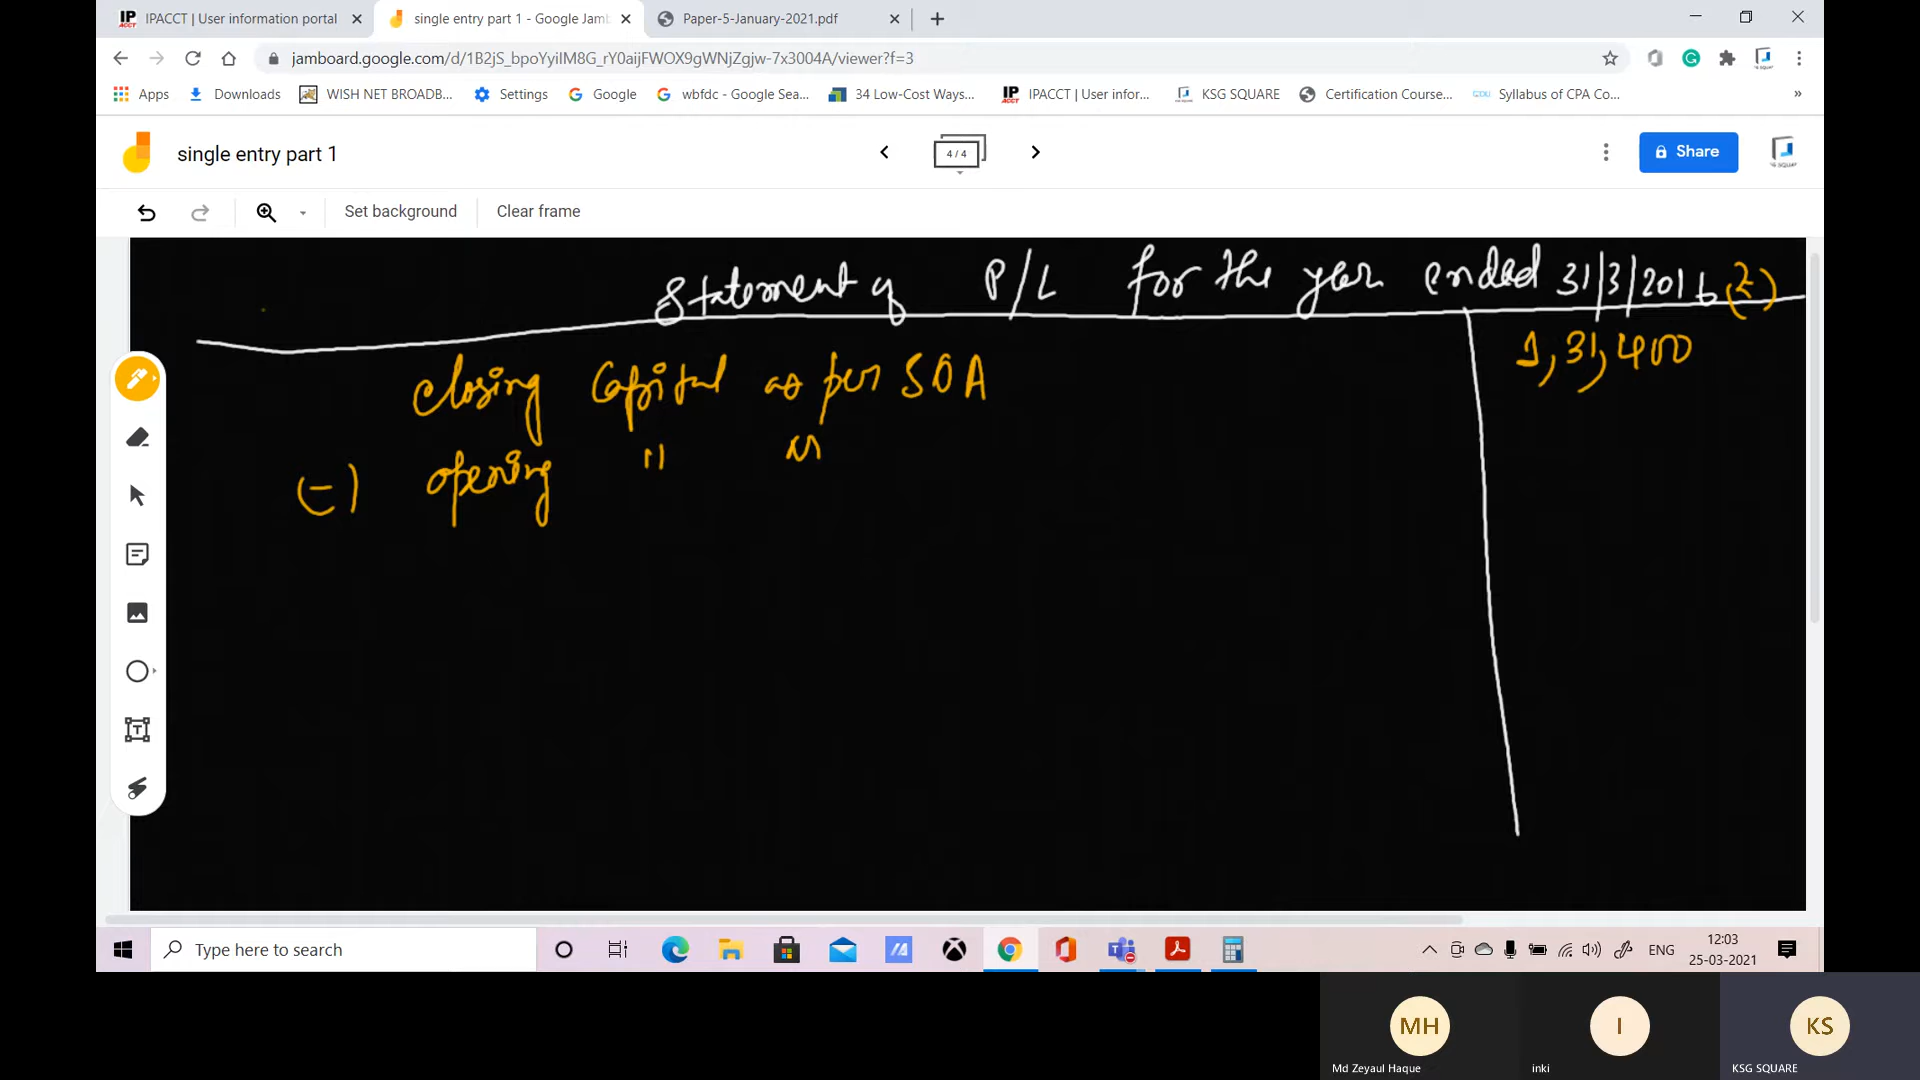 IPACCT | User information portal
single entry part 1 - Google Jamb
Paper-5-January-2021.pdf
jamboard.google.com/d/1B2jS_bpoYyiIM8G_rY0aijFWOX9gWNjZgjw-7x3004A/viewer?f=3
Apps Downloads WISH NET BROADB... Settings Google wbfdc - Google Sea... 34 Low-Cost Ways... IPACCT | User infor... KSG SQUARE Certification Course... Syllabus of CPA Co... »
single entry part 1
4 / 4
Share
Set background Clear frame
Statement of P/L for the year ended 31/3/2016 (2)
Closing Capital as per SOA 1,31,400
(-) opening " "
Type here to search
ENG
12:03
25-03-2021
MH I KS
Md Zeyaul Haque inki KSG SQUARE